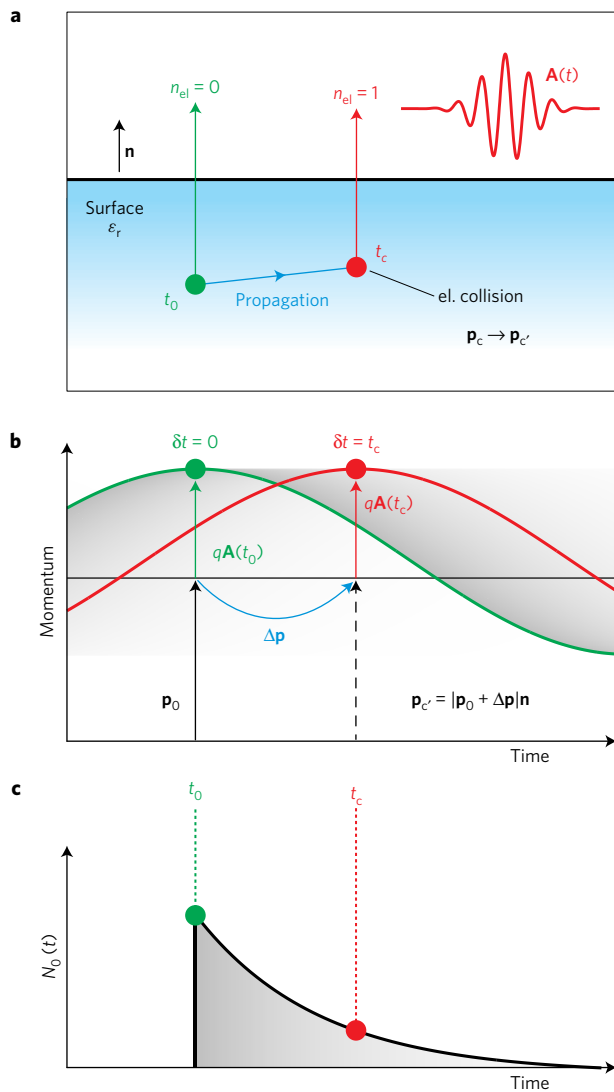 a
n_el = 0
n_el = 1
A(t)
n
Surface
ε_r
t_0
Propagation
t_c
el. collision
p_c → p_c′
b
δt = 0
δt = t_c
qA(t_0)
qA(t_c)
Momentum
Δp
p_0
p_c′ = |p_0 + Δp|n
Time
c
t_0
t_c
N_0 (t)
Time